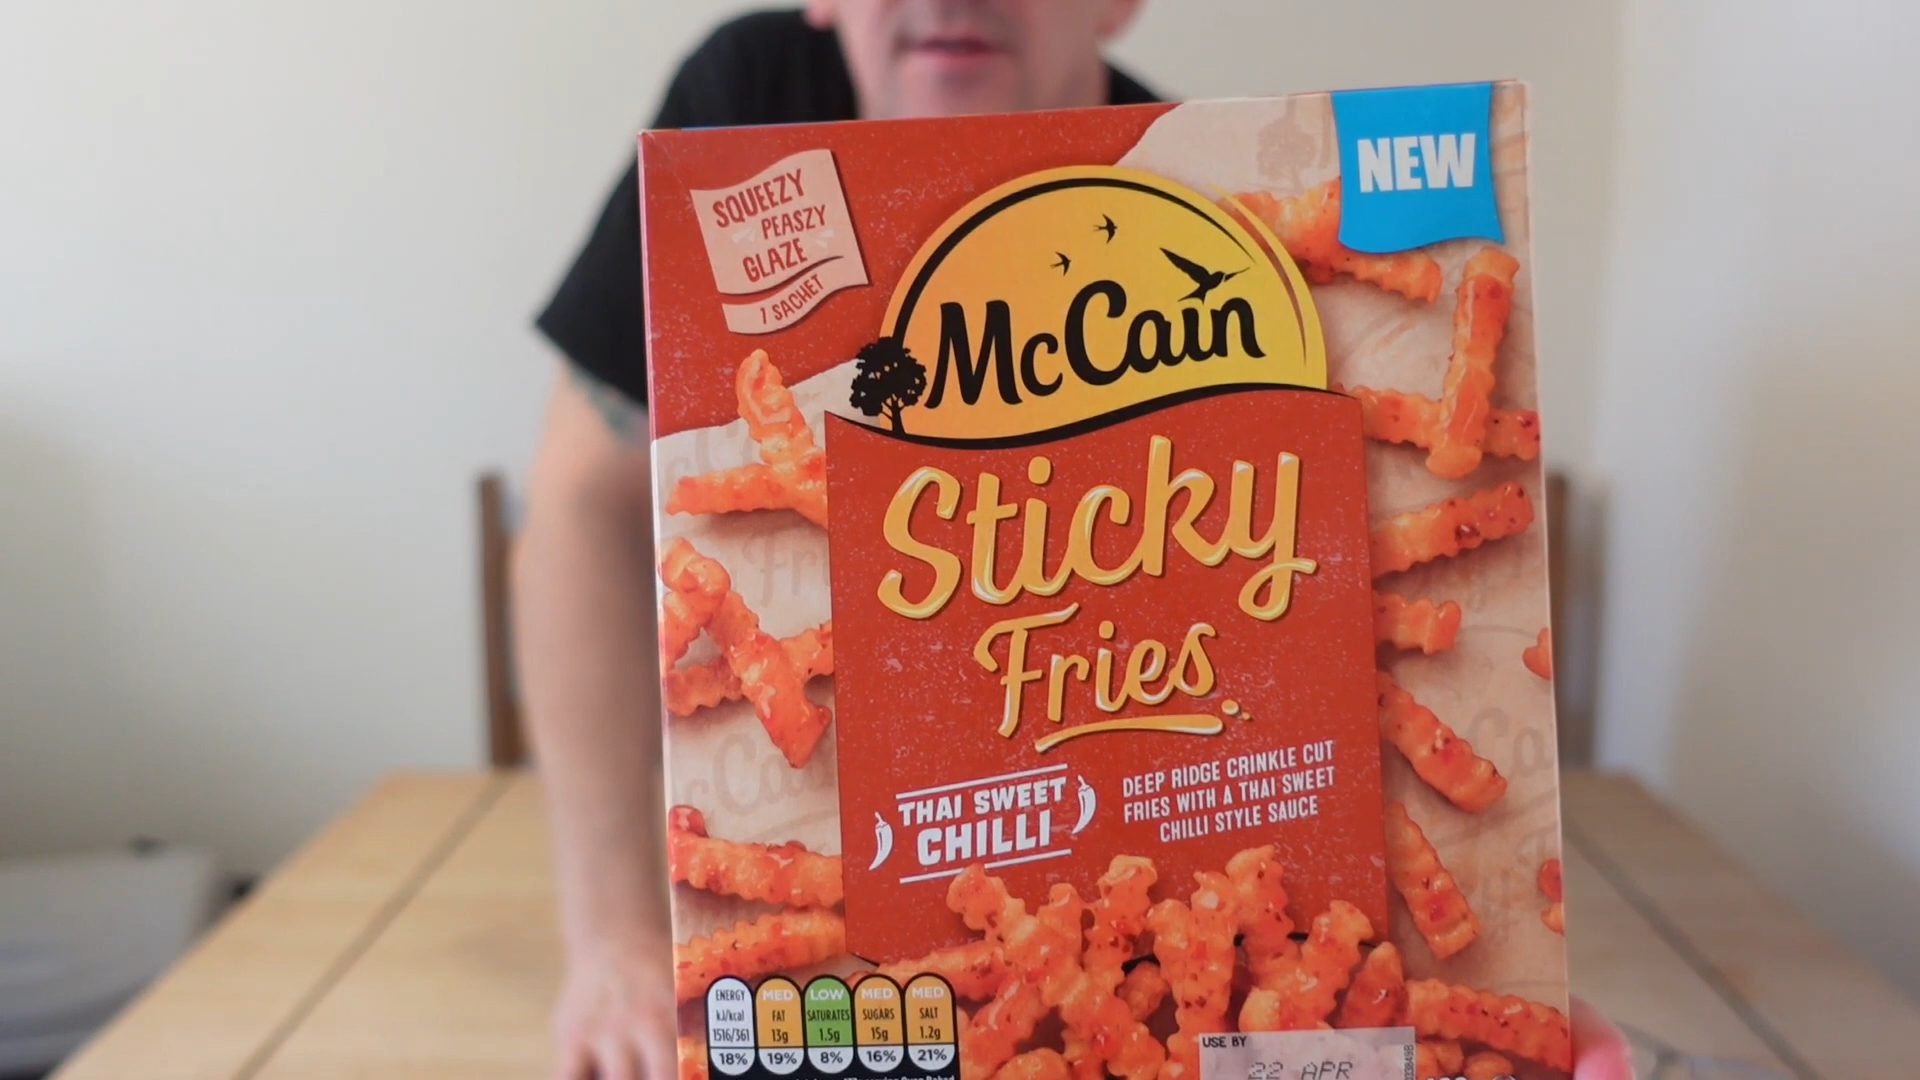 SQUEEZY
PEASZY
GLAZE
1 SACHET
NEW
McCain
Sticky
Fries
THAI SWEET
CHILLI
DEEP RIDGE CRINKLE CUT
FRIES WITH A THAI SWEET
CHILLI STYLE SAUCE
ENERGY
kJ/kcal
1516/361
18%
MED
FAT
13g
19%
LOW
SATURATES
1.5g
8%
MED
SUGARS
15g
16%
MED
SALT
1.2g
21%
USE BY
22 APR